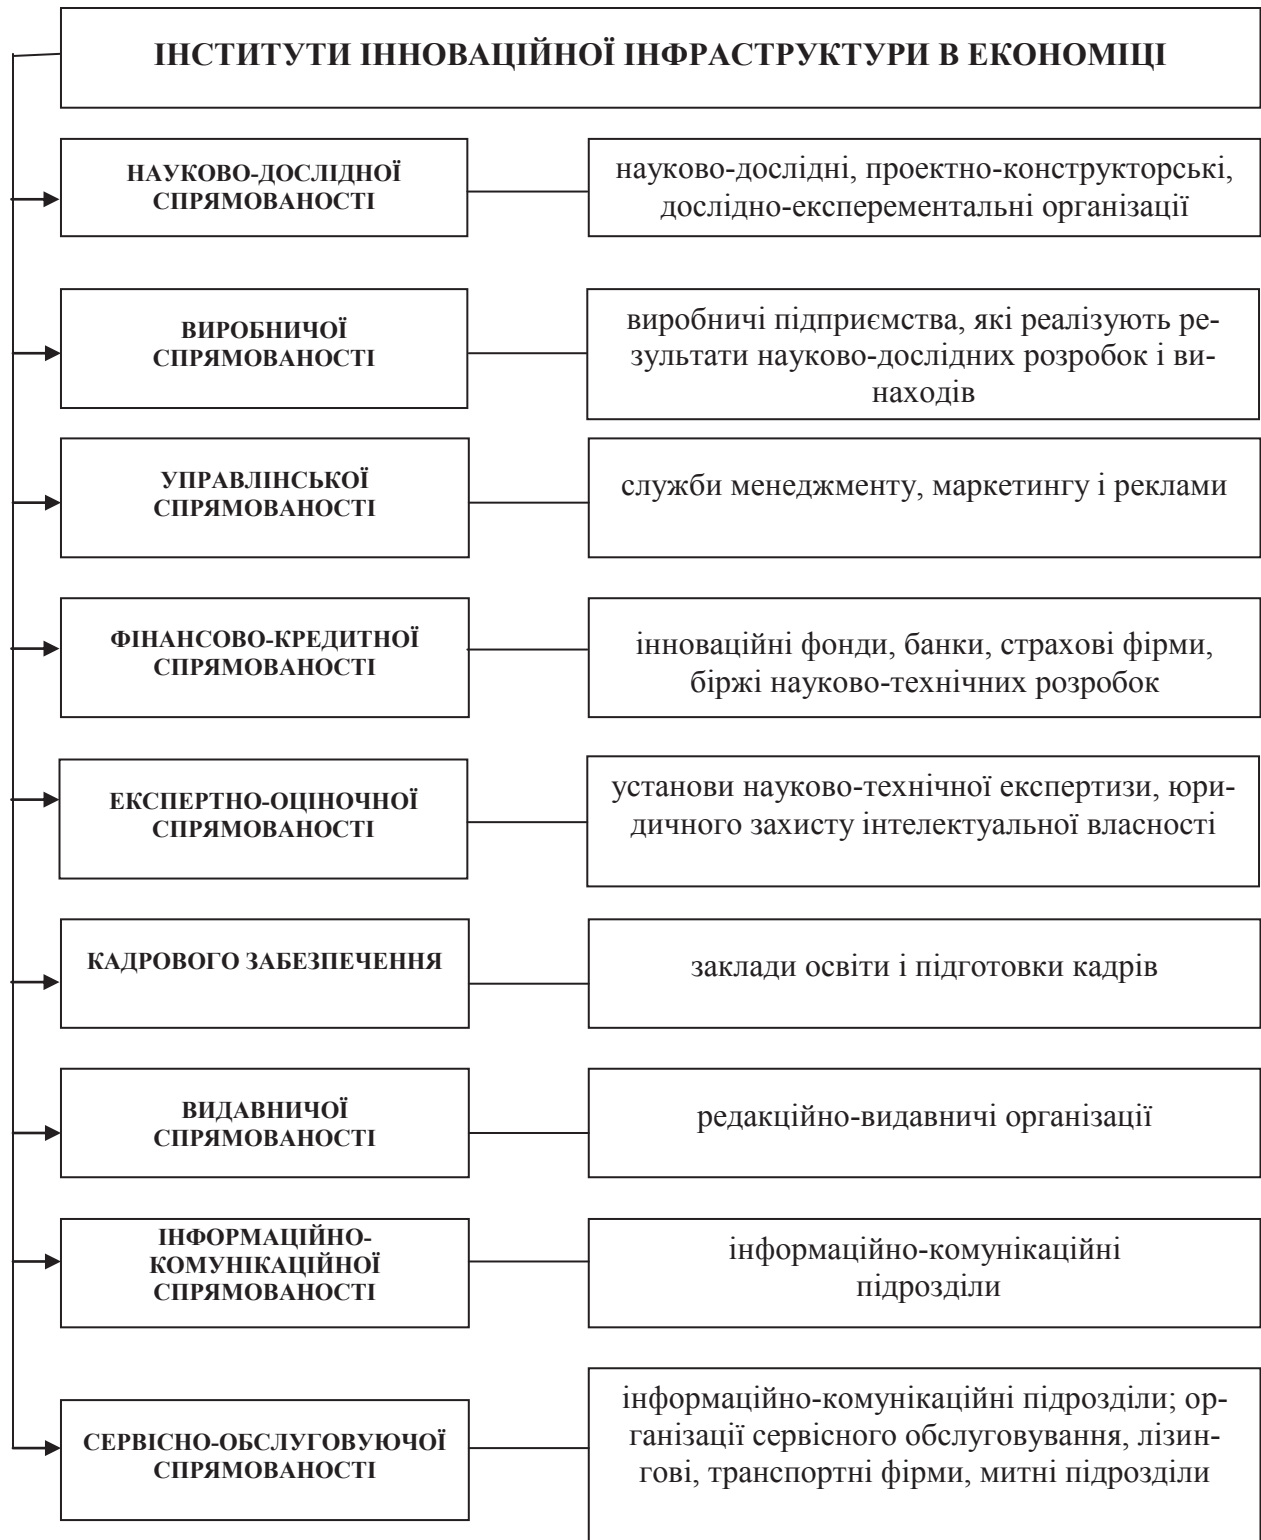 ІНСТИТУТИ ІННОВАЦІЙНОЇ ІНФРАСТРУКТУРИ В ЕКОНОМІЦІ
НАУКОВО-ДОСЛІДНОЇ
СПРЯМОВАНОСТІ
науково-дослідні, проектно-конструкторські,
дослідно-експерементальні організації
ВИРОБНИЧОЇ
СПРЯМОВАНОСТІ
виробничі підприємства, які реалізують ре-
зультати науково-дослідних розробок і ви-
находів
УПРАВЛІНСЬКОЇ
СПРЯМОВАНОСТІ
служби менеджменту, маркетингу і реклами
ФІНАНСОВО-КРЕДИТНОЇ
СПРЯМОВАНОСТІ
інноваційні фонди, банки, страхові фірми,
біржі науково-технічних розробок
ЕКСПЕРТНО-ОЦІНОЧНОЇ
СПРЯМОВАНОСТІ
установи науково-технічної експертизи, юри-
дичного захисту інтелектуальної власності
КАДРОВОГО ЗАБЕЗПЕЧЕННЯ
заклади освіти і підготовки кадрів
ВИДАВНИЧОЇ
СПРЯМОВАНОСТІ
редакційно-видавничі організації
ІНФОРМАЦІЙНО-
КОМУНІКАЦІЙНОЇ
СПРЯМОВАНОСТІ
інформаційно-комунікаційні
підрозділи
СЕРВІСНО-ОБСЛУГОВУЮЧОЇ
СПРЯМОВАНОСТІ
інформаційно-комунікаційні підрозділи; ор-
ганізації сервісного обслуговування, лізин-
гові, транспортні фірми, митні підрозділи